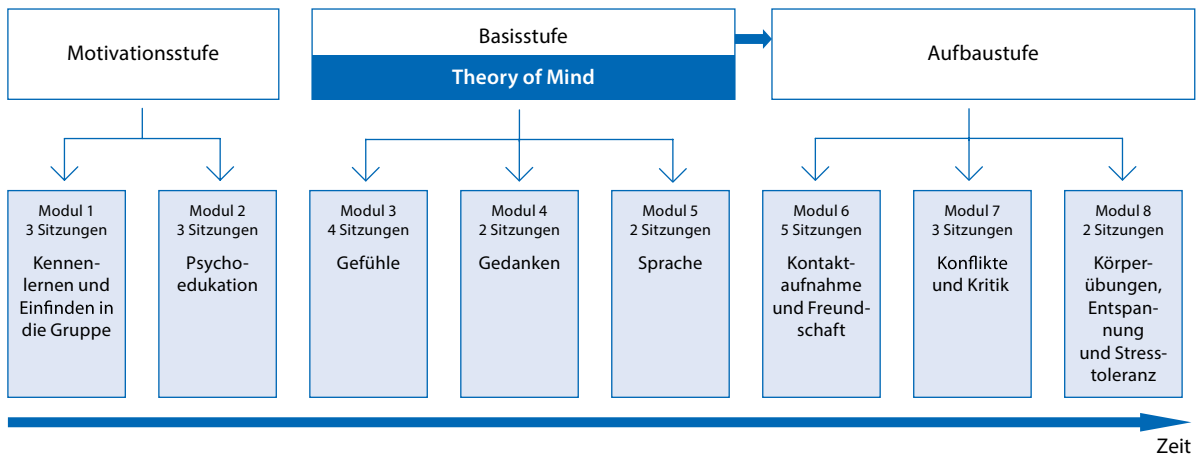 Motivationsstufe
Basisstufe
Theory of Mind
Aufbaustufe
Modul 1
3 Sitzungen
Kennen-
lernen und
Einfinden in
die Gruppe
Modul 2
3 Sitzungen
Psycho-
edukation
Modul 3
4 Sitzungen
Gefühle
Modul 4
2 Sitzungen
Gedanken
Modul 5
2 Sitzungen
Sprache
Modul 6
5 Sitzungen
Kontakt-
aufnahme
und Freund-
schaft
Modul 7
3 Sitzungen
Konflikte
und Kritik
Modul 8
2 Sitzungen
Körper-
übungen,
Entspan-
nung
und Stress-
toleranz
Zeit